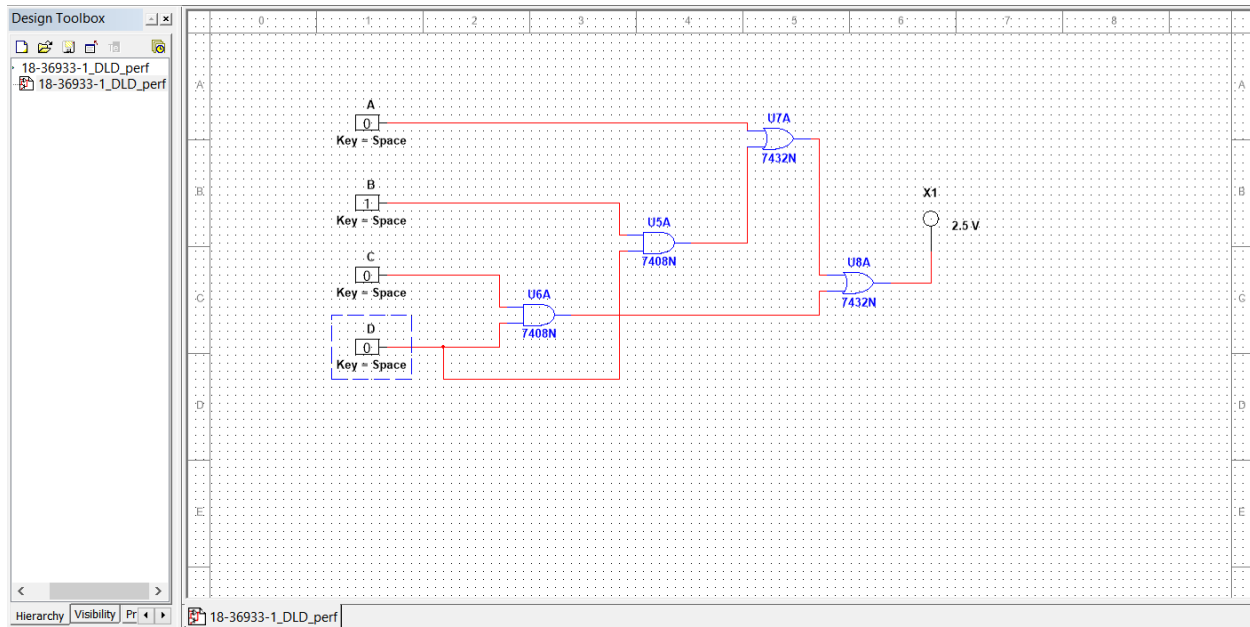 Design Toolbox
18-36933-1_DLD_perf
18-36933-1_DLD_perf
Hierarchy
Visibility
Pr
0
1
2
3
4
5
6
7
8
A
A
B
B
C
C
D
D
E
E
A
0
Key = Space
B
1
Key = Space
C
0
Key = Space
D
0
Key = Space
U7A
7432N
U5A
7408N
U6A
7408N
U8A
7432N
X1
2.5 V
18-36933-1_DLD_perf